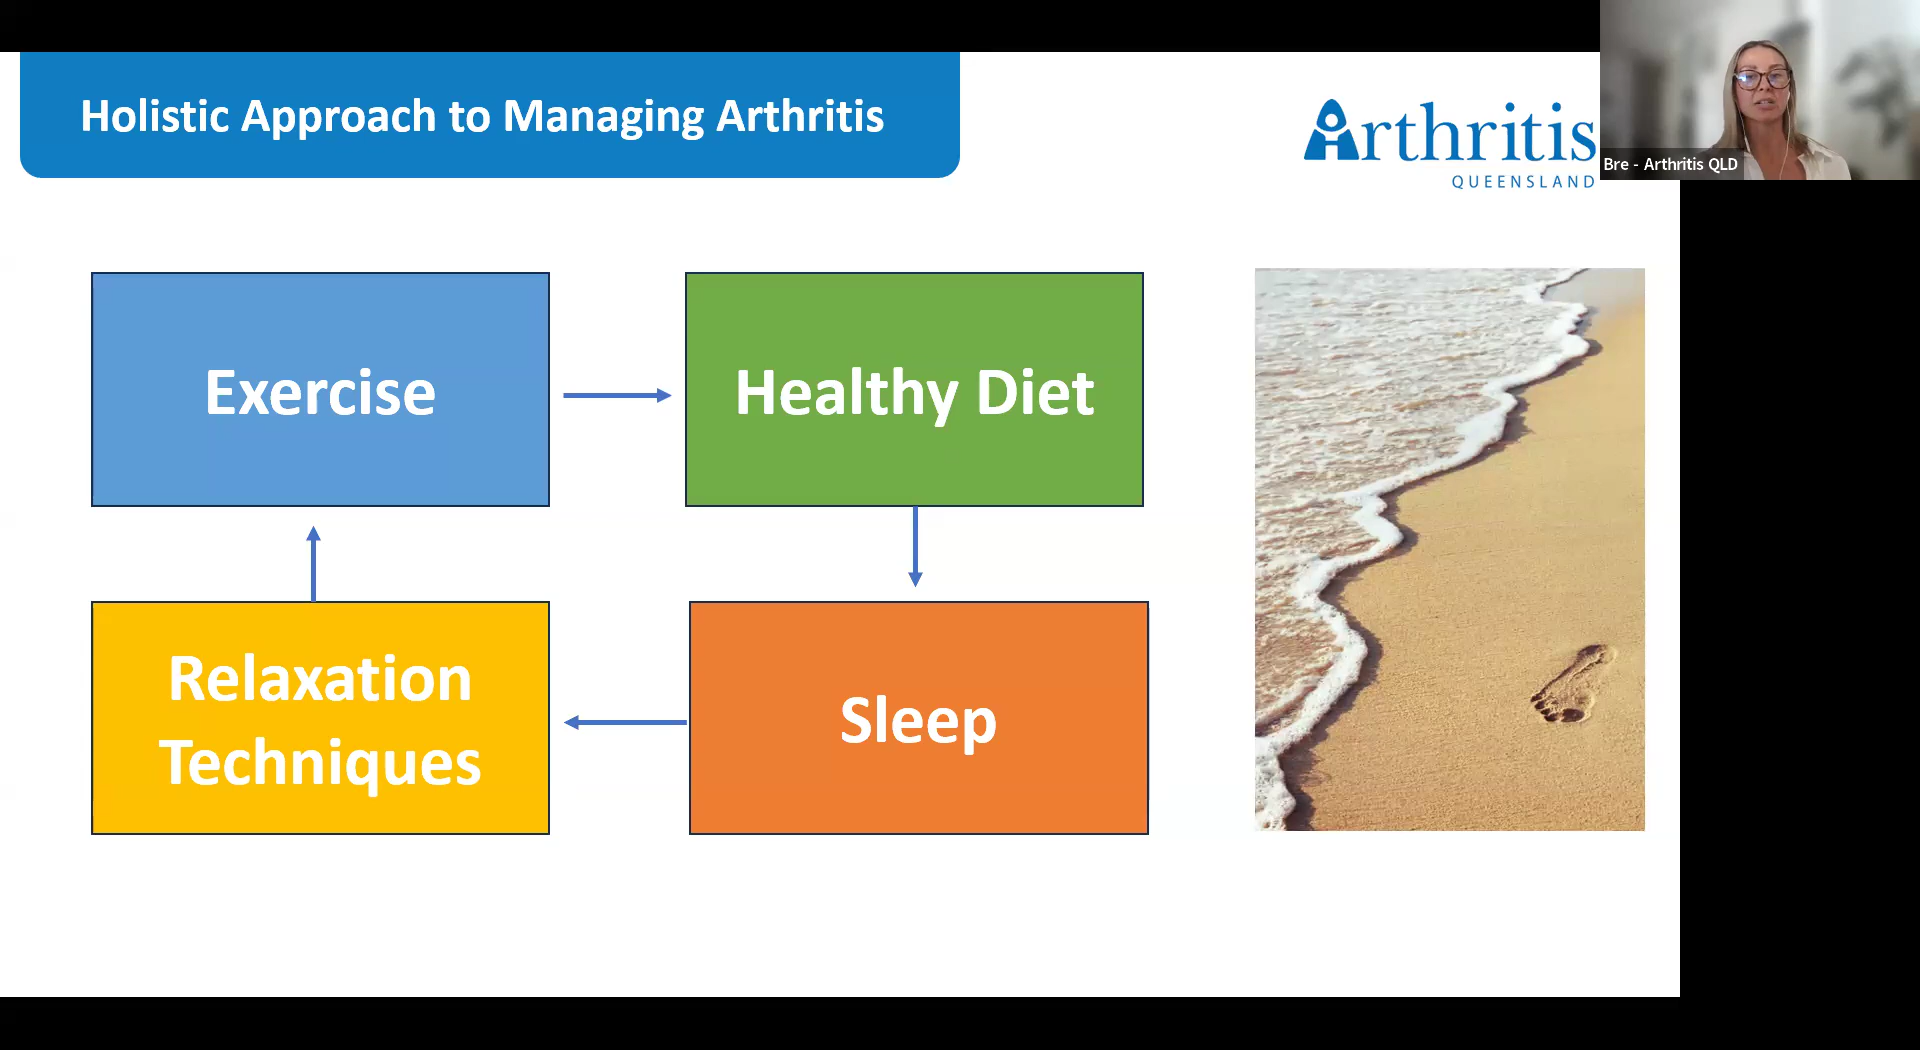 Holistic Approach to Managing Arthritis
Arthritis
QUEENSLAND
Bre - Arthritis QLD
Exercise
Healthy Diet
Relaxation
Techniques
Sleep